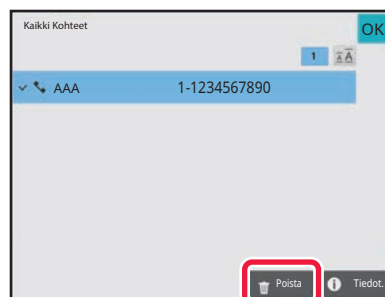 Kaikki Kohteet
OK
1
AAA 1-1234567890
Poista
Tiedot.